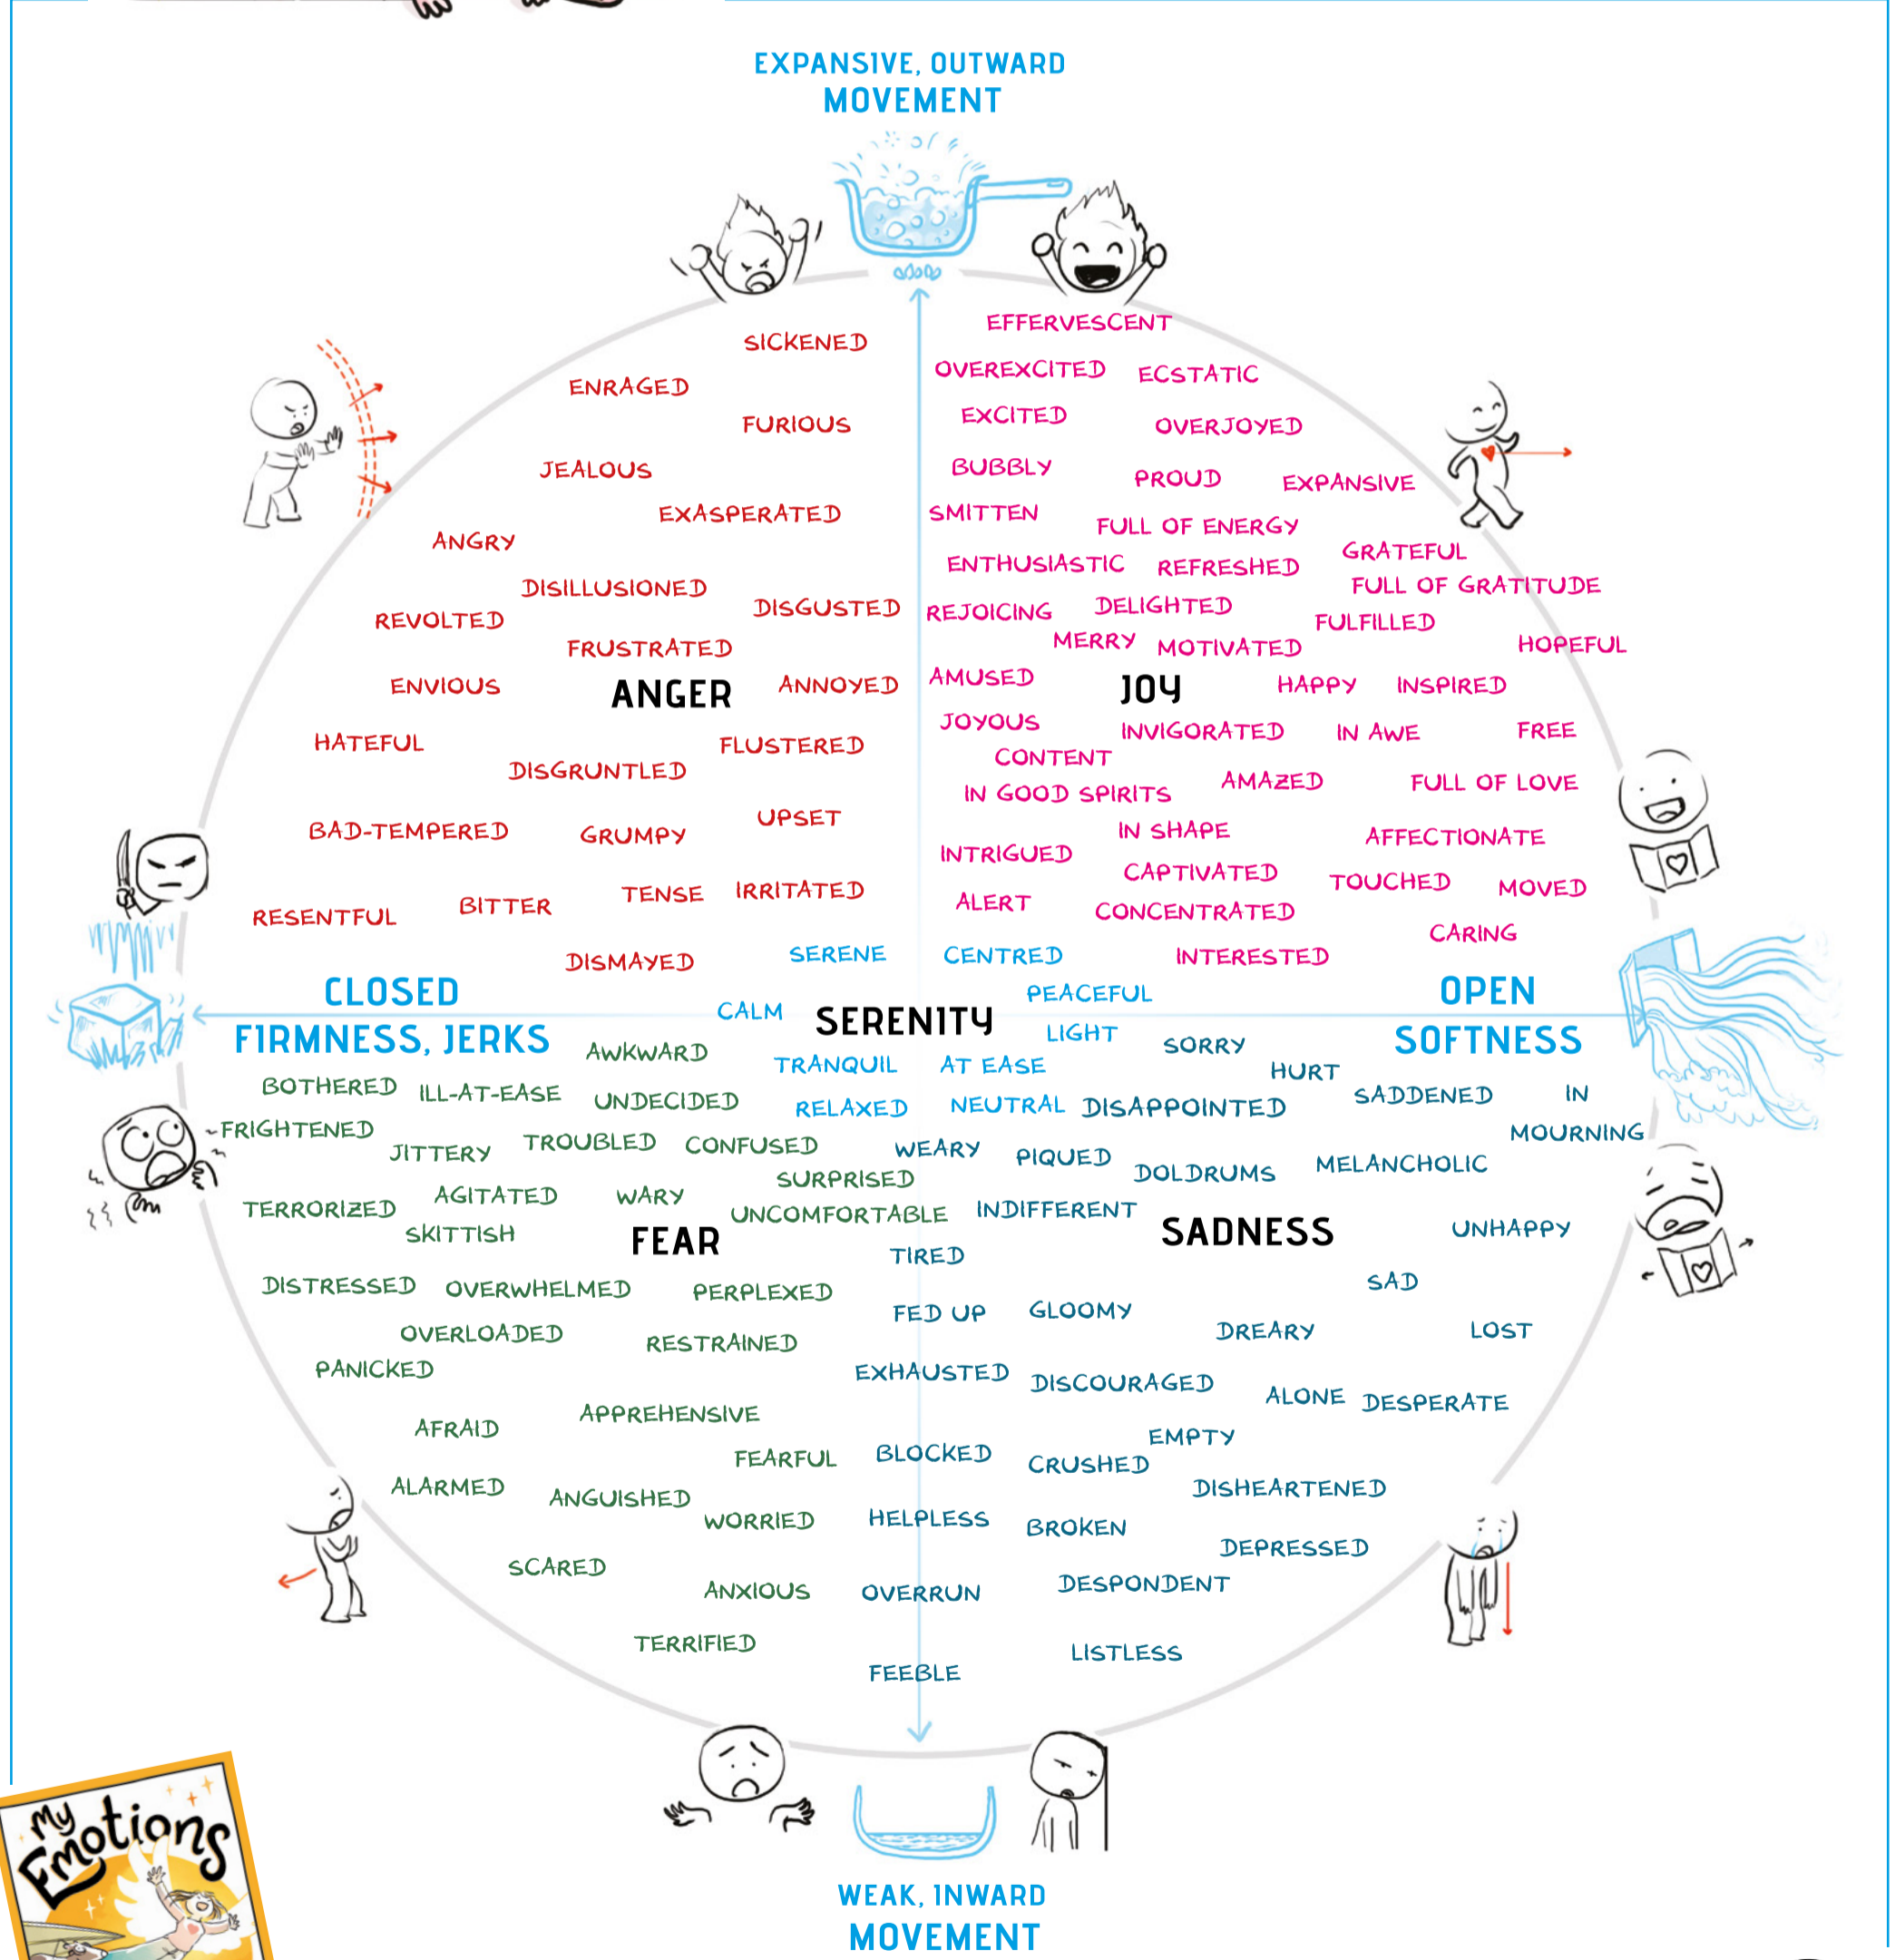 EXPANSIVE, OUTWARD
MOVEMENT
EFFERVESCENT
SICKENED
OVEREXCITED
ECSTATIC
ENRAGED
EXCITED
FURIOUS
OVERJOYED
JEALOUS
BUBBLY
PROUD
EXPANSIVE
EXASPERATED
SMITTEN
FULL OF ENERGY
ANGRY
GRATEFUL
ENTHUSIASTIC
REFRESHED
DISILLUSIONED
FULL OF GRATITUDE
DISGUSTED
REJOICING
DELIGHTED
REVOLTED
FULFILLED
FRUSTRATED
MERRY
MOTIVATED
HOPEFUL
ENVIOUS
ANGER
ANNOYED
AMUSED
JOY
HAPPY
INSPIRED
JOYOUS
INVIGORATED
IN AWE
FREE
HATEFUL
FLUSTERED
CONTENT
DISGRUNTLED
IN GOOD SPIRITS
AMAZED
FULL OF LOVE
UPSET
BAD-TEMPERED
GRUMPY
IN SHAPE
AFFECTIONATE
INTRIGUED
CAPTIVATED
TOUCHED
MOVED
TENSE
IRRITATED
RESENTFUL
BITTER
ALERT
CONCENTRATED
CARING
DISMAYED
SERENE
CENTRED
INTERESTED
CLOSED
FIRMNESS, JERKS
OPEN
SOFTNESS
CALM
SERENITY
PEACEFUL
LIGHT
SORRY
AWKWARD
TRANQUIL
AT EASE
HURT
BOTHERED
ILL-AT-EASE
UNDECIDED
RELAXED
NEUTRAL
DISAPPOINTED
SADDENED
IN
MOURNING
FRIGHTENED
JITTERY
TROUBLED
CONFUSED
WEARY
PIQUED
DOLDRUMS
MELANCHOLIC
SURPRISED
TERRORIZED
AGITATED
WARY
UNCOMFORTABLE
INDIFFERENT
SKITTISH
FEAR
SADNESS
UNHAPPY
TIRED
DISTRESSED
OVERWHELMED
PERPLEXED
SAD
FED UP
GLOOMY
OVERLOADED
RESTRAINED
DREARY
LOST
PANICKED
EXHAUSTED
DISCOURAGED
ALONE
DESPERATE
AFRAID
APPREHENSIVE
EMPTY
FEARFUL
BLOCKED
CRUSHED
ALARMED
ANGUISHED
DISHEARTENED
WORRIED
HELPLESS
BROKEN
DEPRESSED
SCARED
ANXIOUS
OVERRUN
DESPONDENT
TERRIFIED
LISTLESS
FEEBLE
My
Emotions
WEAK, INWARD
MOVEMENT